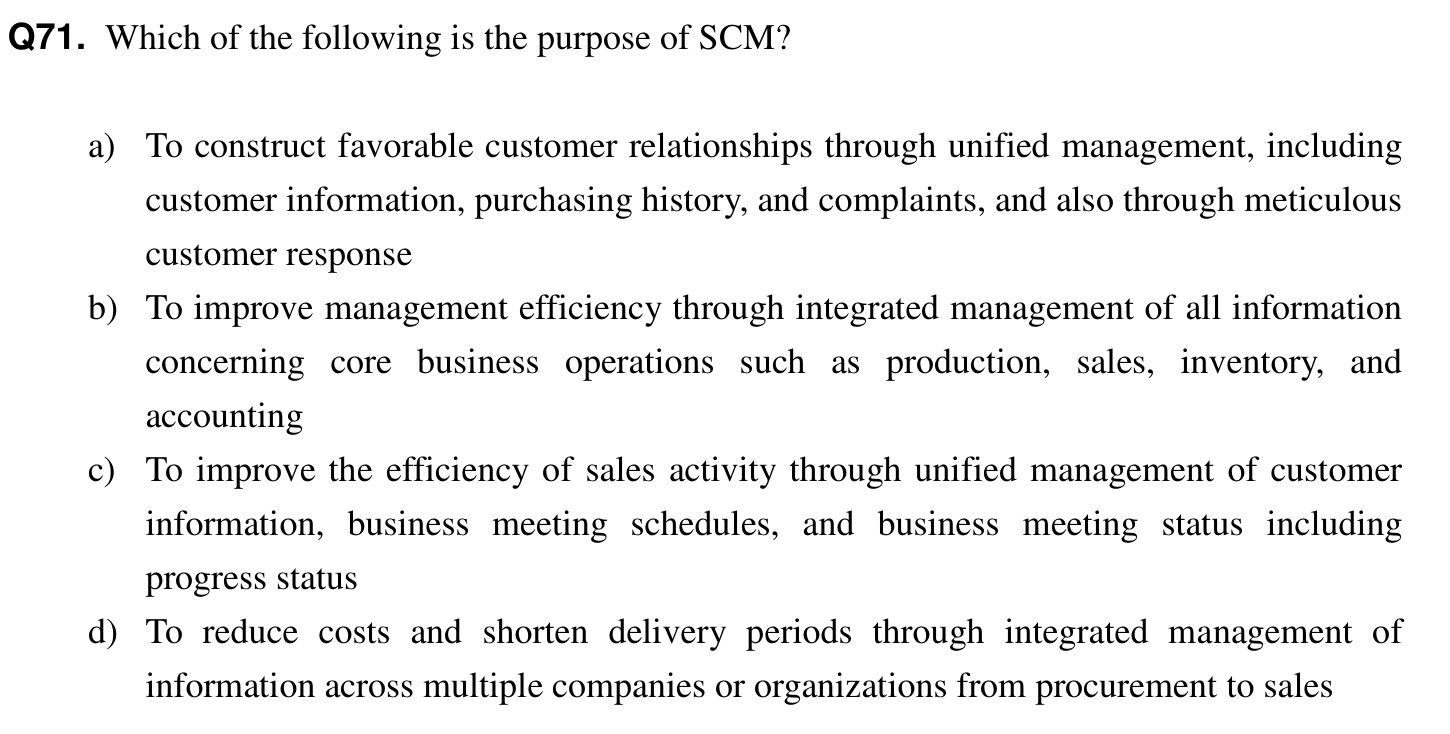 Q71. Which of the following is the purpose of SCM?
a) To construct favorable customer relationships through unified management, including
customer information, purchasing history, and complaints, and also through meticulous
customer response
b) To improve management efficiency through integrated management of all information
concerning core business operations such as production, sales, inventory, and
accounting
c) To improve the efficiency of sales activity through unified management of customer
information, business meeting schedules, and business meeting status including
progress status
d) To reduce costs and shorten delivery periods through integrated management of
information across multiple companies or organizations from procurement to sales